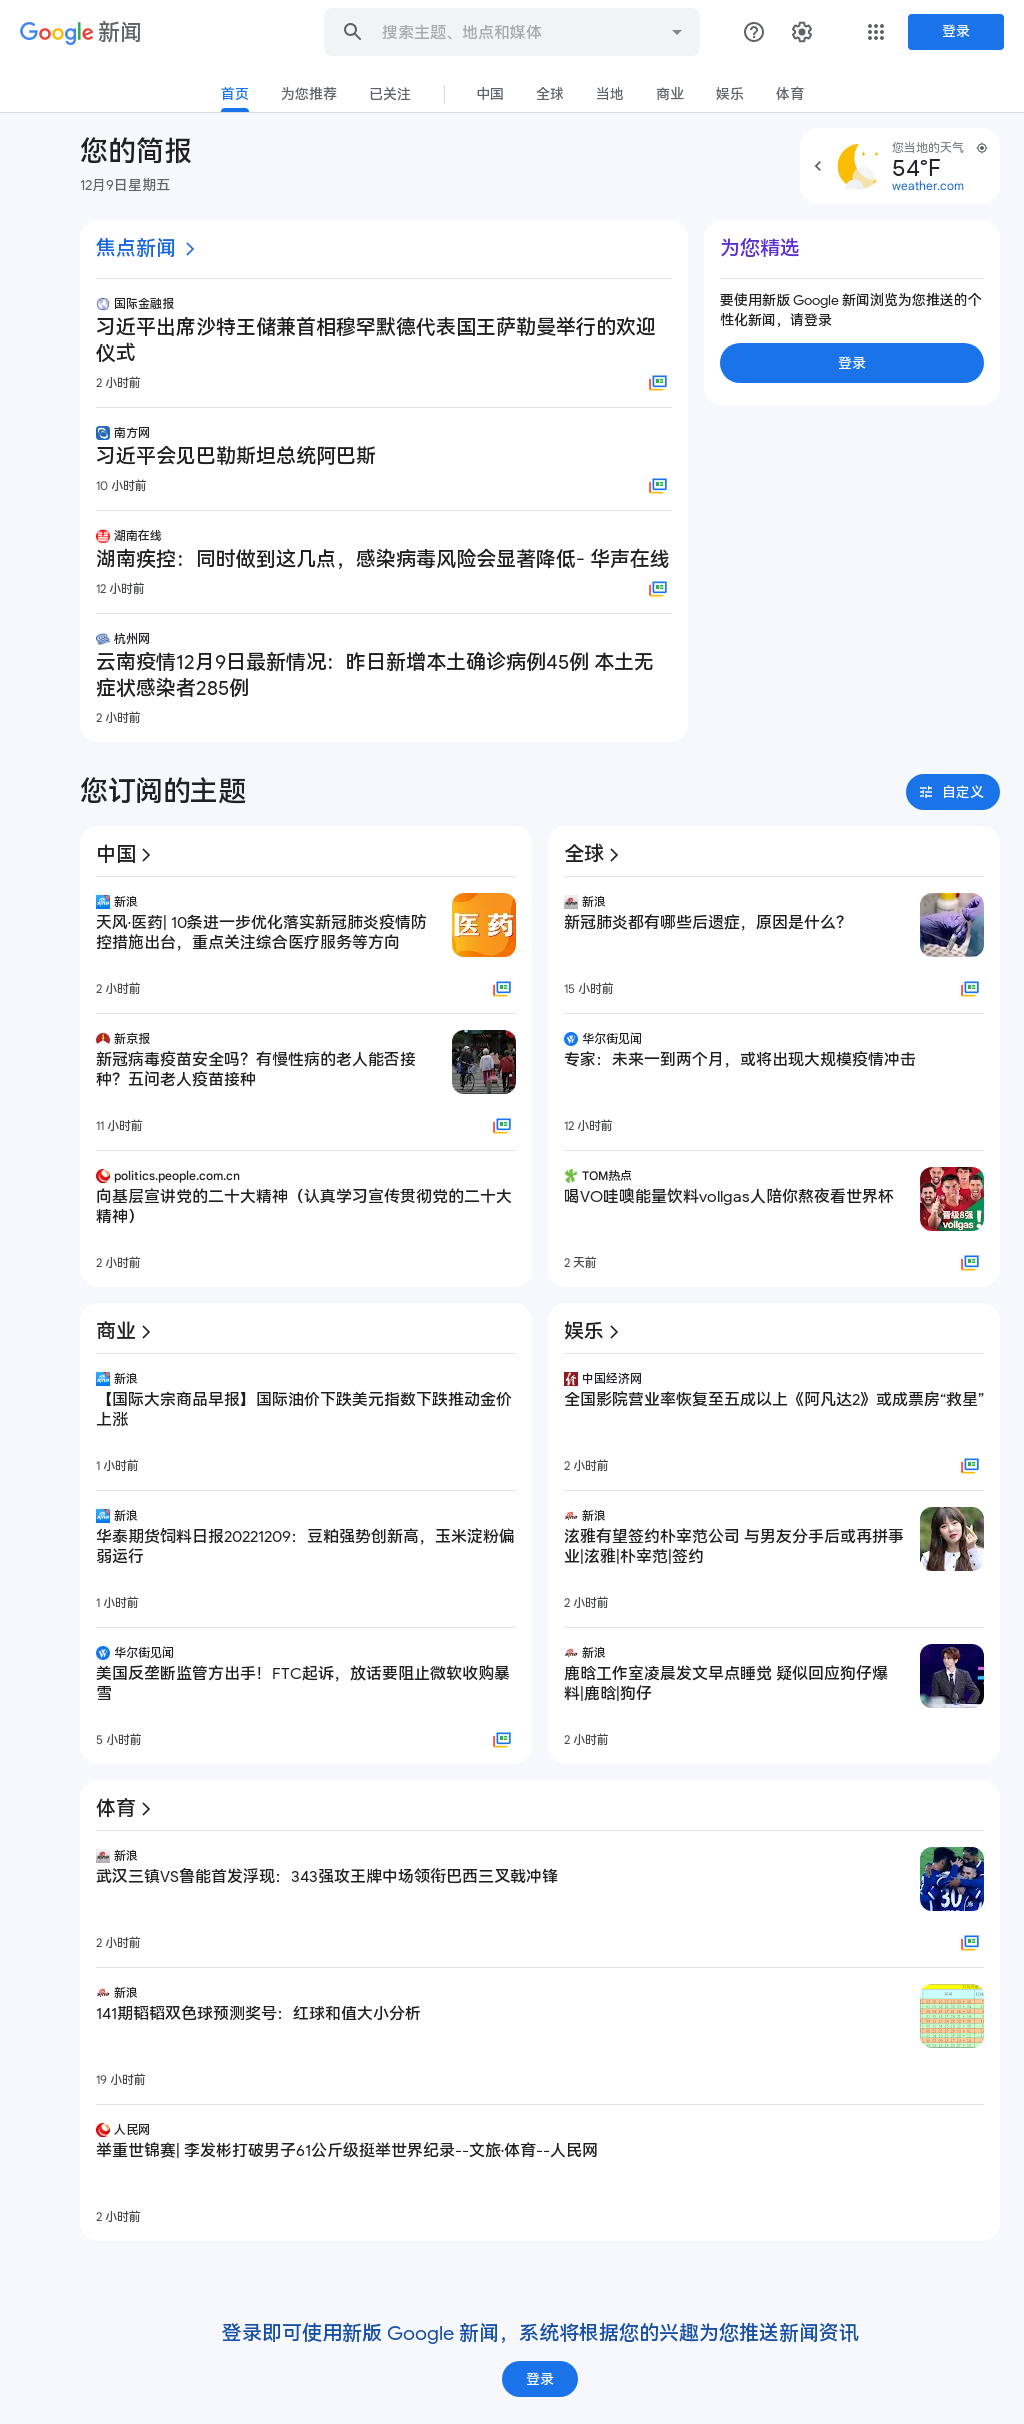 Google 新闻
搜索主题、地点和媒体
登录
首页
为您推荐
已关注
中国
全球
当地
商业
娱乐
体育
您的简报
12月9日星期五
您当地的天气
54°F
weather.com
焦点新闻
国际金融报
习近平出席沙特王储兼首相穆罕默德代表国王萨勒曼举行的欢迎
仪式
2 小时前
南方网
习近平会见巴勒斯坦总统阿巴斯
10 小时前
湖南在线
湖南疾控：同时做到这几点，感染病毒风险会显著降低- 华声在线
12 小时前
杭州网
云南疫情12月9日最新情况：昨日新增本土确诊病例45例 本土无
症状感染者285例
2 小时前
为您精选
要使用新版 Google 新闻浏览为您推送的个
性化新闻，请登录
登录
您订阅的主题
自定义
中国
新浪
天风·医药| 10条进一步优化落实新冠肺炎疫情防
控措施出台，重点关注综合医疗服务等方向
医药
2 小时前
新京报
新冠病毒疫苗安全吗？有慢性病的老人能否接
种？五问老人疫苗接种
11 小时前
politics.people.com.cn
向基层宣讲党的二十大精神（认真学习宣传贯彻党的二十大
精神）
2 小时前
全球
新浪
新冠肺炎都有哪些后遗症，原因是什么？
15 小时前
华尔街见闻
专家：未来一到两个月，或将出现大规模疫情冲击
12 小时前
TOM热点
喝VO哇噢能量饮料vollgas人陪你熬夜看世界杯
晋级8强
vollgas
2 天前
商业
新浪
【国际大宗商品早报】国际油价下跌美元指数下跌推动金价
上涨
1 小时前
新浪
华泰期货饲料日报20221209：豆粕强势创新高，玉米淀粉偏
弱运行
1 小时前
华尔街见闻
美国反垄断监管方出手！FTC起诉，放话要阻止微软收购暴
雪
5 小时前
娱乐
中国经济网
全国影院营业率恢复至五成以上《阿凡达2》或成票房“救星”
2 小时前
新浪
泫雅有望签约朴宰范公司 与男友分手后或再拼事
业|泫雅|朴宰范|签约
2 小时前
新浪
鹿晗工作室凌晨发文早点睡觉 疑似回应狗仔爆
料|鹿晗|狗仔
2 小时前
体育
新浪
武汉三镇VS鲁能首发浮现：343强攻王牌中场领衔巴西三叉戟冲锋
30
2 小时前
新浪
141期韬韬双色球预测奖号：红球和值大小分析
19 小时前
人民网
举重世锦赛| 李发彬打破男子61公斤级挺举世界纪录--文旅·体育--人民网
2 小时前
登录即可使用新版 Google 新闻，系统将根据您的兴趣为您推送新闻资讯
登录